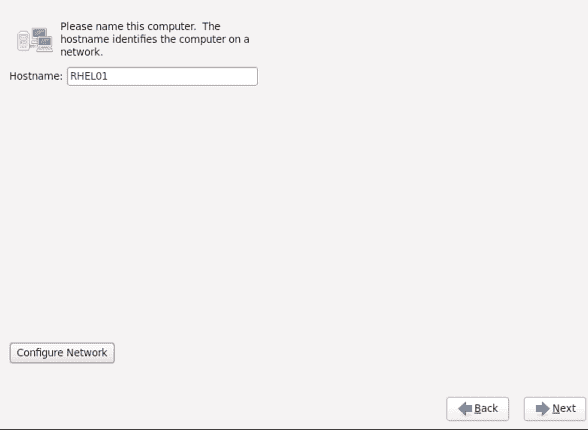 Please name this computer. The
hostname identifies the computer on a
network.
Hostname: RHEL01
Configure Network
Back
Next